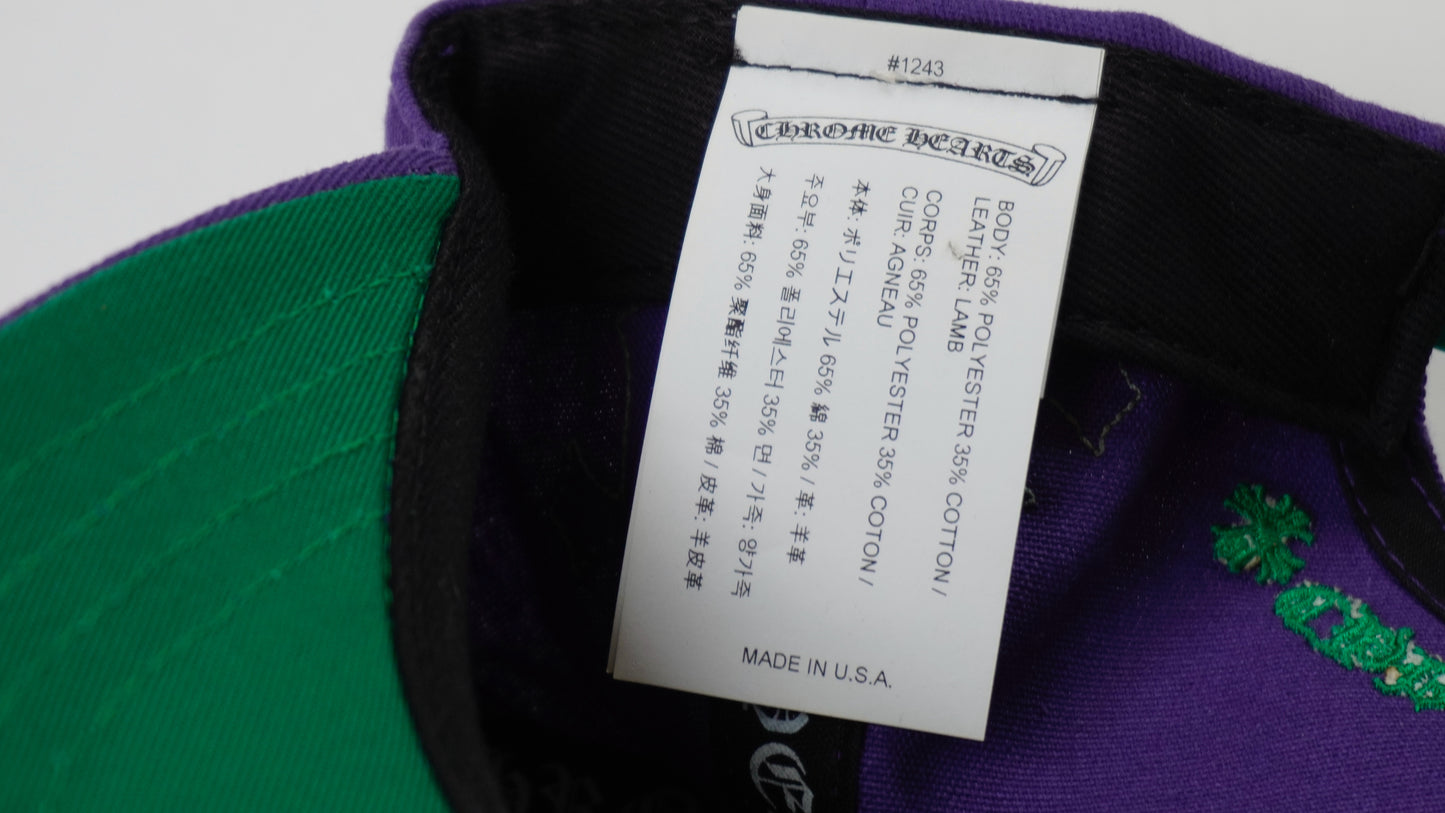 #1243
CHROME HEARTS
BODY: 65% POLYESTER 35% COTTON /
LEATHER: LAMB
CORPS: 65% POLYESTER 35% COTON /
CUIR: AGNEAU
本体: ポリエステル 65% 綿 35% / 革: 羊革
주요부: 65% 폴리에스터 35% 면 / 가죽: 양가죽
大身面料: 65% 聚酯纤维 35% 棉 / 皮革: 羊皮革
MADE IN U.S.A.